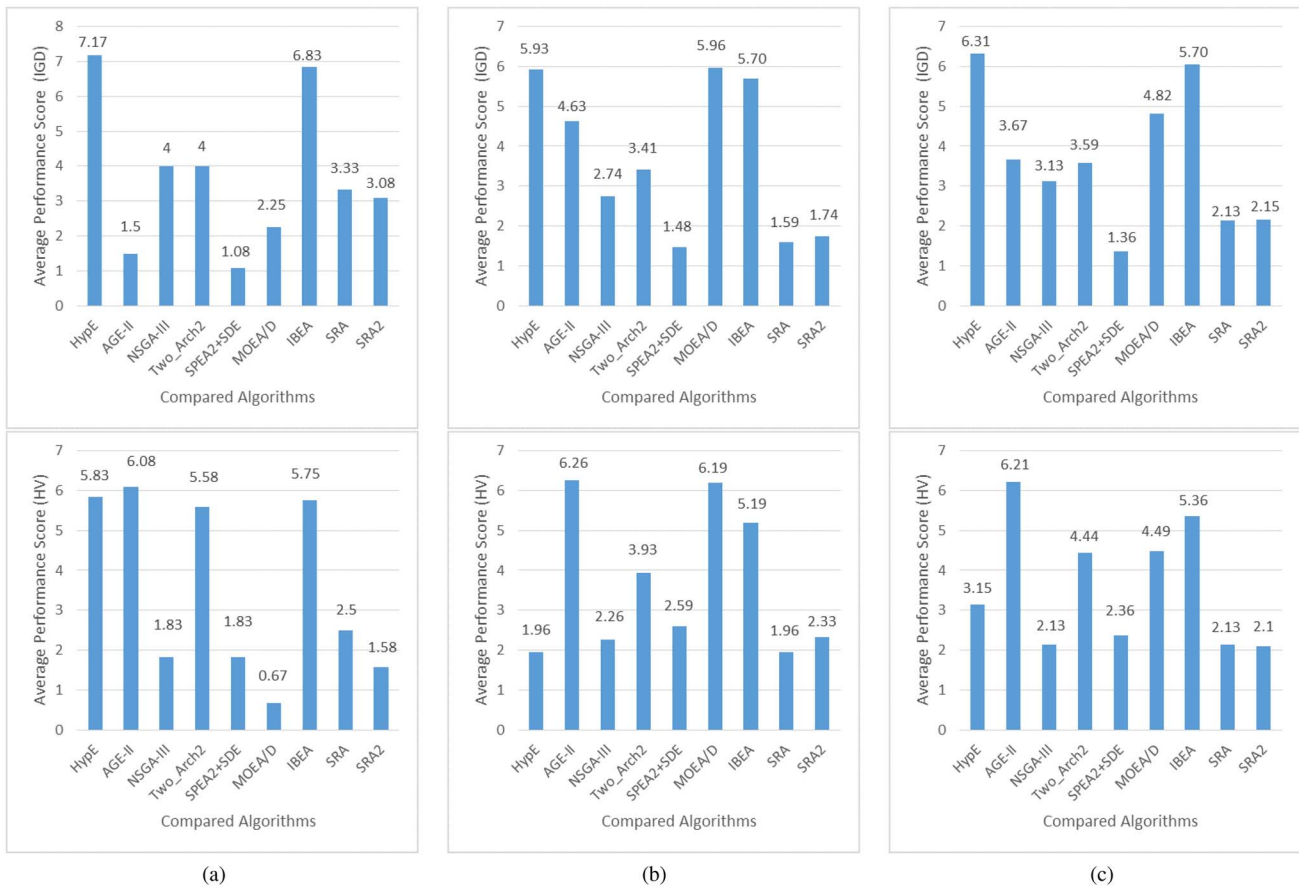 8
7
6
5
4
3
2
1
0
Average Performance Score (IGD)
7.17
1.5
4
4
1.08
2.25
6.83
3.33
3.08
HypE
AGE-II
NSGA-III
Two_Arch2
SPEA2+SDE
MOEA/D
IBEA
SRA
SRA2
Compared Algorithms
7
6
5
4
3
2
1
0
Average Performance Score (IGD)
5.93
4.63
2.74
3.41
1.48
5.96
5.70
1.59
1.74
HypE
AGE-II
NSGA-III
Two_Arch2
SPEA2+SDE
MOEA/D
IBEA
SRA
SRA2
Compared Algorithms
7
6
5
4
3
2
1
0
Average Performance Score (IGD)
6.31
3.67
3.13
3.59
1.36
4.82
5.70
2.13
2.15
HypE
AGE-II
NSGA-III
Two_Arch2
SPEA2+SDE
MOEA/D
IBEA
SRA
SRA2
Compared Algorithms
7
6
5
4
3
2
1
0
Average Performance Score (HV)
5.83
6.08
1.83
5.58
1.83
0.67
5.75
2.5
1.58
HypE
AGE-II
NSGA-III
Two_Arch2
SPEA2+SDE
MOEA/D
IBEA
SRA
SRA2
Compared Algorithms
7
6
5
4
3
2
1
0
Average Performance Score (HV)
1.96
6.26
2.26
3.93
2.59
6.19
5.19
1.96
2.33
HypE
AGE-II
NSGA-III
Two_Arch2
SPEA2+SDE
MOEA/D
IBEA
SRA
SRA2
Compared Algorithms
7
6
5
4
3
2
1
0
Average Performance Score (HV)
3.15
6.21
2.13
4.44
2.36
4.49
5.36
2.13
2.1
HypE
AGE-II
NSGA-III
Two_Arch2
SPEA2+SDE
MOEA/D
IBEA
SRA
SRA2
Compared Algorithms
(a)
(b)
(c)